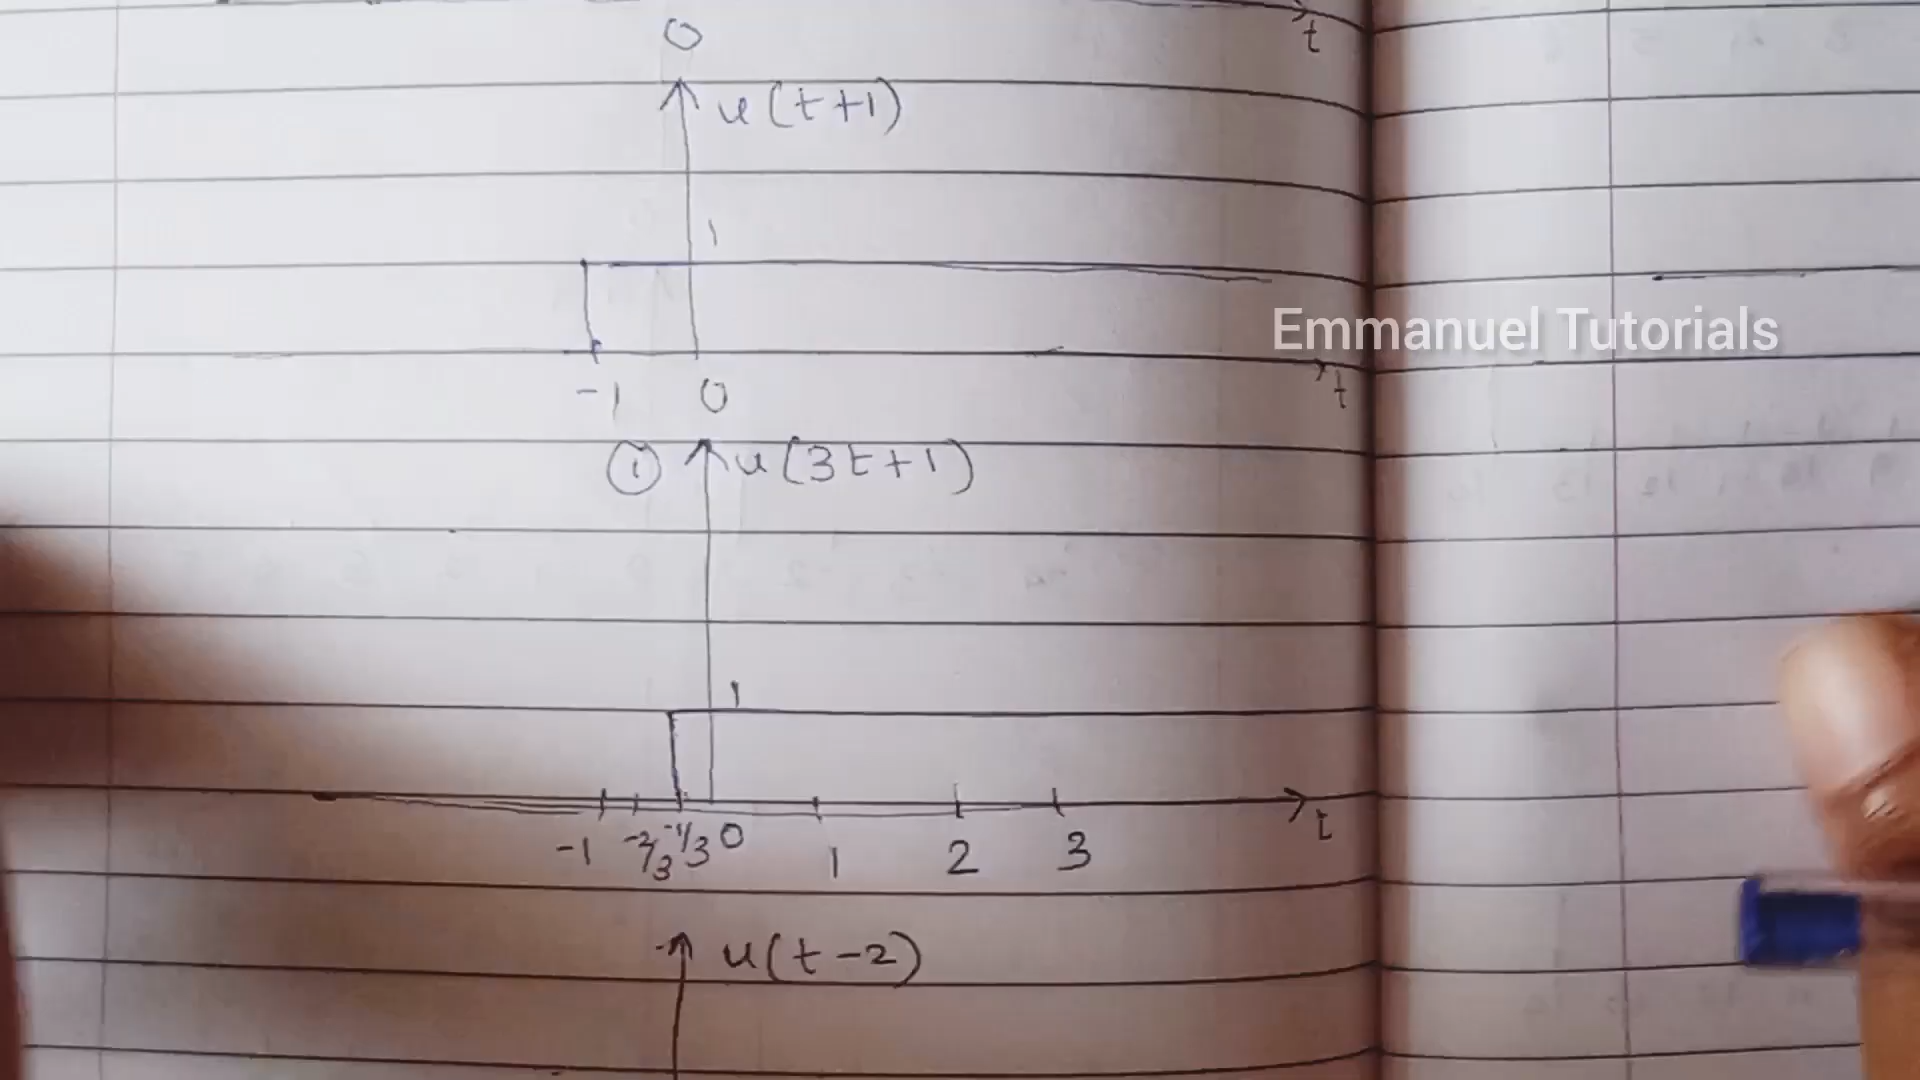 0 t
u(t+1)
1
Emmanuel Tutorials
-1 0 t
① u(3t+1)
1
-1 -2/3 -1/3 0 1 2 3 t
u(t-2)